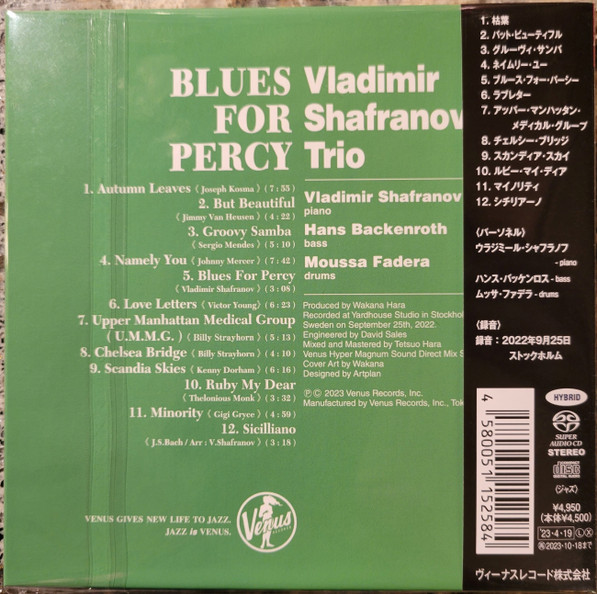 BLUES
FOR
PERCY
Vladimir
Shafranov
Trio
1. Autumn Leaves《 Joseph Kosma 》( 7 : 55 )
2. But Beautiful
《 Jimmy Van Heusen 》( 4 : 22 )
3. Groovy Samba
《 Sergio Mendes 》( 5 : 10 )
4. Namely You《 Johnny Mercer 》( 7 : 42 )
5. Blues For Percy
《 Vladimir Shafranov 》( 3 : 08 )
6. Love Letters《 Victor Young 》( 6 : 23 )
7. Upper Manhattan Medical Group
( U.M.M.G. )《 Billy Strayhorn 》( 5 : 13 )
8. Chelsea Bridge《 Billy Strayhorn 》( 4 : 10 )
9. Scandia Skies《 Kenny Dorham 》( 6 : 16 )
10. Ruby My Dear
《 Thelonious Monk 》( 3 : 32 )
11. Minority《 Gigi Gryce 》( 4 : 59 )
12. Sicilliano
《 J.S.Bach / Arr : V.Shafranov 》( 3 : 18 )
Vladimir Shafranov
piano
Hans Backenroth
bass
Moussa Fadera
drums
Produced by Wakana Hara
Recorded at Yardhouse Studio in Stockhol
Sweden on September 25th, 2022.
Engineered by David Sales
Mixed and Mastered by Tetsuo Hara
Venus Hyper Magnum Sound Direct Mix S
Cover Art by Wakana
Designed by Artplan
Ⓟ Ⓒ 2023 Venus Records, Inc.
Manufactured by Venus Records, Inc., Tok
VENUS GIVES NEW LIFE TO JAZZ.
JAZZ is VENUS.
Venus
RECORDS
1. 枯葉
2. バット・ビューティフル
3. グルーヴィ・サンバ
4. ネイムリー・ユー
5. ブルース・フォー・パーシー
6. ラブレター
7. アッパー・マンハッタン・
メディカル・グループ
8. チェルシー・ブリッジ
9. スカンディア・スカイ
10. ルビー・マイ・ディア
11. マイノリティ
12. シチリアーノ
〈パーソネル〉
ウラジミール・シャフラノフ
- piano
ハンス・バッケンロス - bass
ムッサ・ファデラ - drums
〈録音〉
録音：2022年9月25日
ストックホルム
4 580051 152584
HYBRID
SUPER AUDIO CD
STEREO
COMPACT
disc
DIGITAL AUDIO
〈ジャズ〉
¥4,950
(本体¥4,500)
'23・4・19 Ⓛ Ⓧ
再 2023・10・18まで
ヴィーナスレコード株式会社